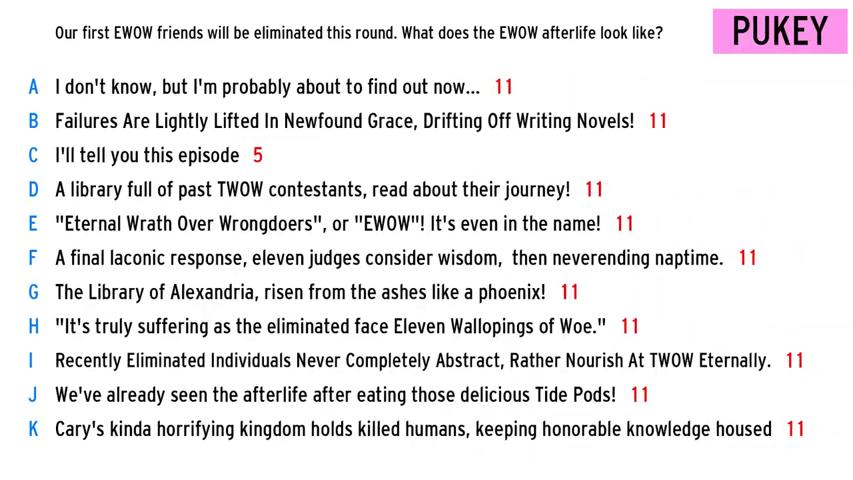 Our first EWOW friends will be eliminated this round. What does the EWOW afterlife look like?
PUKEY
A I don't know, but I'm probably about to find out now... 11
B Failures Are Lightly Lifted In Newfound Grace, Drifting Off Writing Novels! 11
C I'll tell you this episode 5
D A library full of past TWOW contestants, read about their journey! 11
E "Eternal Wrath Over Wrongdoers", or "EWOW"! It's even in the name! 11
F A final laconic response, eleven judges consider wisdom, then neverending naptime. 11
G The Library of Alexandria, risen from the ashes like a phoenix! 11
H "It's truly suffering as the eliminated face Eleven Wallopings of Woe." 11
I Recently Eliminated Individuals Never Completely Abstract, Rather Nourish At TWOW Eternally. 11
J We've already seen the afterlife after eating those delicious Tide Pods! 11
K Cary's kinda horrifying kingdom holds killed humans, keeping honorable knowledge housed 11